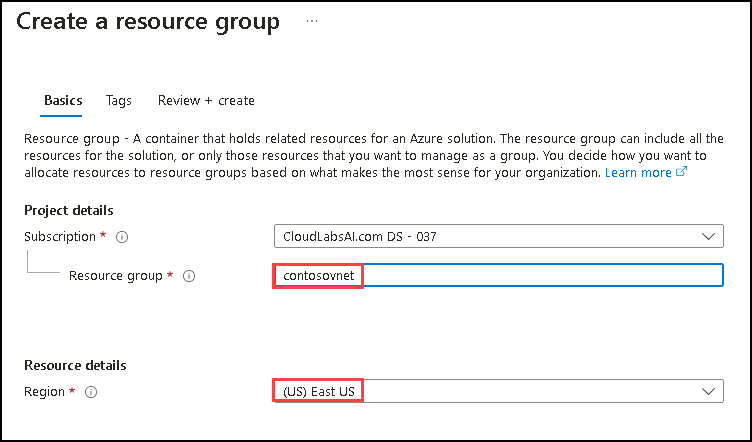 Create a resource group ...
Basics Tags Review + create
Resource group - A container that holds related resources for an Azure solution. The resource group can include all the
resources for the solution, or only those resources that you want to manage as a group. You decide how you want to
allocate resources to resource groups based on what makes the most sense for your organization. Learn more
Project details
Subscription * CloudLabsAI.com DS - 037
Resource group * contosovnet
Resource details
Region * (US) East US